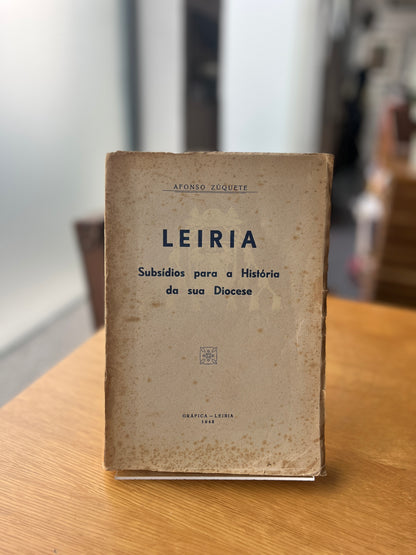 AFONSO ZÚQUETE
LEIRIA
Subsídios para a História
da sua Diocese
GRÁFICA — LEIRIA
1943